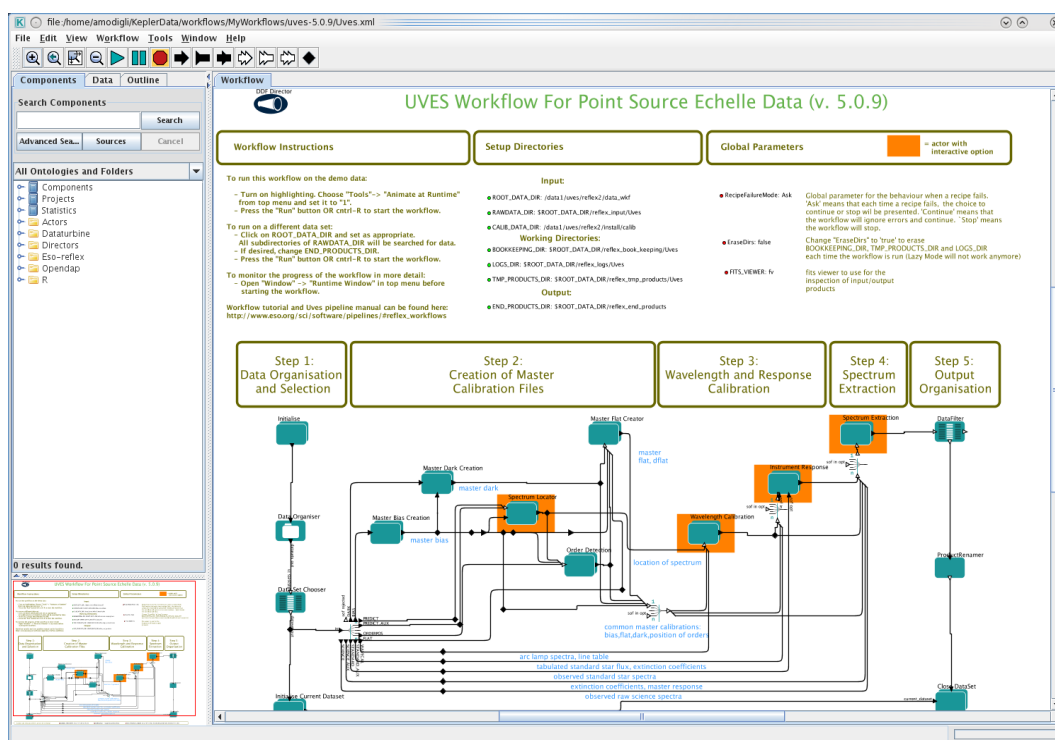 file:/home/amodigli/KeplerData/workflows/MyWorkflows/uves-5.0.9/Uves.xml
File Edit View Workflow Tools Window Help
Components Data Outline
Workflow
Search Components
Search
Advanced Sea... Sources Cancel
All Ontologies and Folders
Components
Projects
Statistics
Actors
Dataturbine
Directors
Eso-reflex
Opendap
R
0 results found.
DDF Director
UVES Workflow For Point Source Echelle Data (v. 5.0.9)
Workflow Instructions
Setup Directories
Global Parameters
= actor with
interactive option
To run this workflow on the demo data:
- Turn on highlighting. Choose "Tools"-> "Animate at Runtime"
from top menu and set it to "1".
- Press the "Run" button OR cntrl-R to start the workflow.
To run on a different data set:
- Click on ROOT_DATA_DIR and set as appropriate.
All subdirectories of RAWDATA_DIR will be searched for data.
- If desired, change END_PRODUCTS_DIR.
- Press the "Run" button OR cntrl-R to start the workflow.
To monitor the progress of the workflow in more detail:
- Open "Window" -> "Runtime Window" in top menu before
starting the workflow.
Workflow tutorial and Uves pipeline manual can be found here:
http://www.eso.org/sci/software/pipelines/#reflex_workflows
Input:
ROOT_DATA_DIR: /data1/uves/reflex2/data_wkf
RAWDATA_DIR: $ROOT_DATA_DIR/reflex_input/Uves
CALIB_DATA_DIR: /data1/uves/reflex2/install/calib
Working Directories:
BOOKKEEPING_DIR: $ROOT_DATA_DIR/reflex_book_keeping/Uves
LOGS_DIR: $ROOT_DATA_DIR/reflex_logs/Uves
TMP_PRODUCTS_DIR: $ROOT_DATA_DIR/reflex_tmp_products/Uves
Output:
END_PRODUCTS_DIR: $ROOT_DATA_DIR/reflex_end_products
RecipeFailureMode: Ask
EraseDirs: false
FITS_VIEWER: fv
Global parameter for the behaviour when a recipe fails.
'Ask' means that each time a recipe fails, the choice to
continue or stop wil be presented. 'Continue' means that
the workflow will ignore errors and continue. `Stop' means
the workflow will stop.
Change "EraseDirs" to 'true' to erase
BOOKKEEPING_DIR, TMP_PRODUCTS_DIR and LOGS_DIR
each time the workflow is run (Lazy Mode will not work anymore)
fits viewer to use for the
inspection of input/output
products
Step 1:
Data Organisation
and Selection
Step 2:
Creation of Master
Calibration Files
Step 3:
Wavelength and Response
Calibration
Step 4:
Spectrum
Extraction
Step 5:
Output
Organisation
Initialise
Master Flat Creator
Spectrum Extraction
DataFilter
master
flat, dflat
Master Dark Creation
master dark
Instrument Response
Spectrum Locator
Data Organiser
Master Bias Creation
master bias
Wavelength Calibration
Order Detection
location of spectrum
ProductRenamer
DataSet Chooser
common master calibrations:
bias,flat,dark,position of orders
arc lamp spectra, line table
tabulated standard star flux, extinction coefficients
observed standard star spectra
extinction coefficients, master response
observed raw science spectra
Initialise Current Dataset
Close DataSet